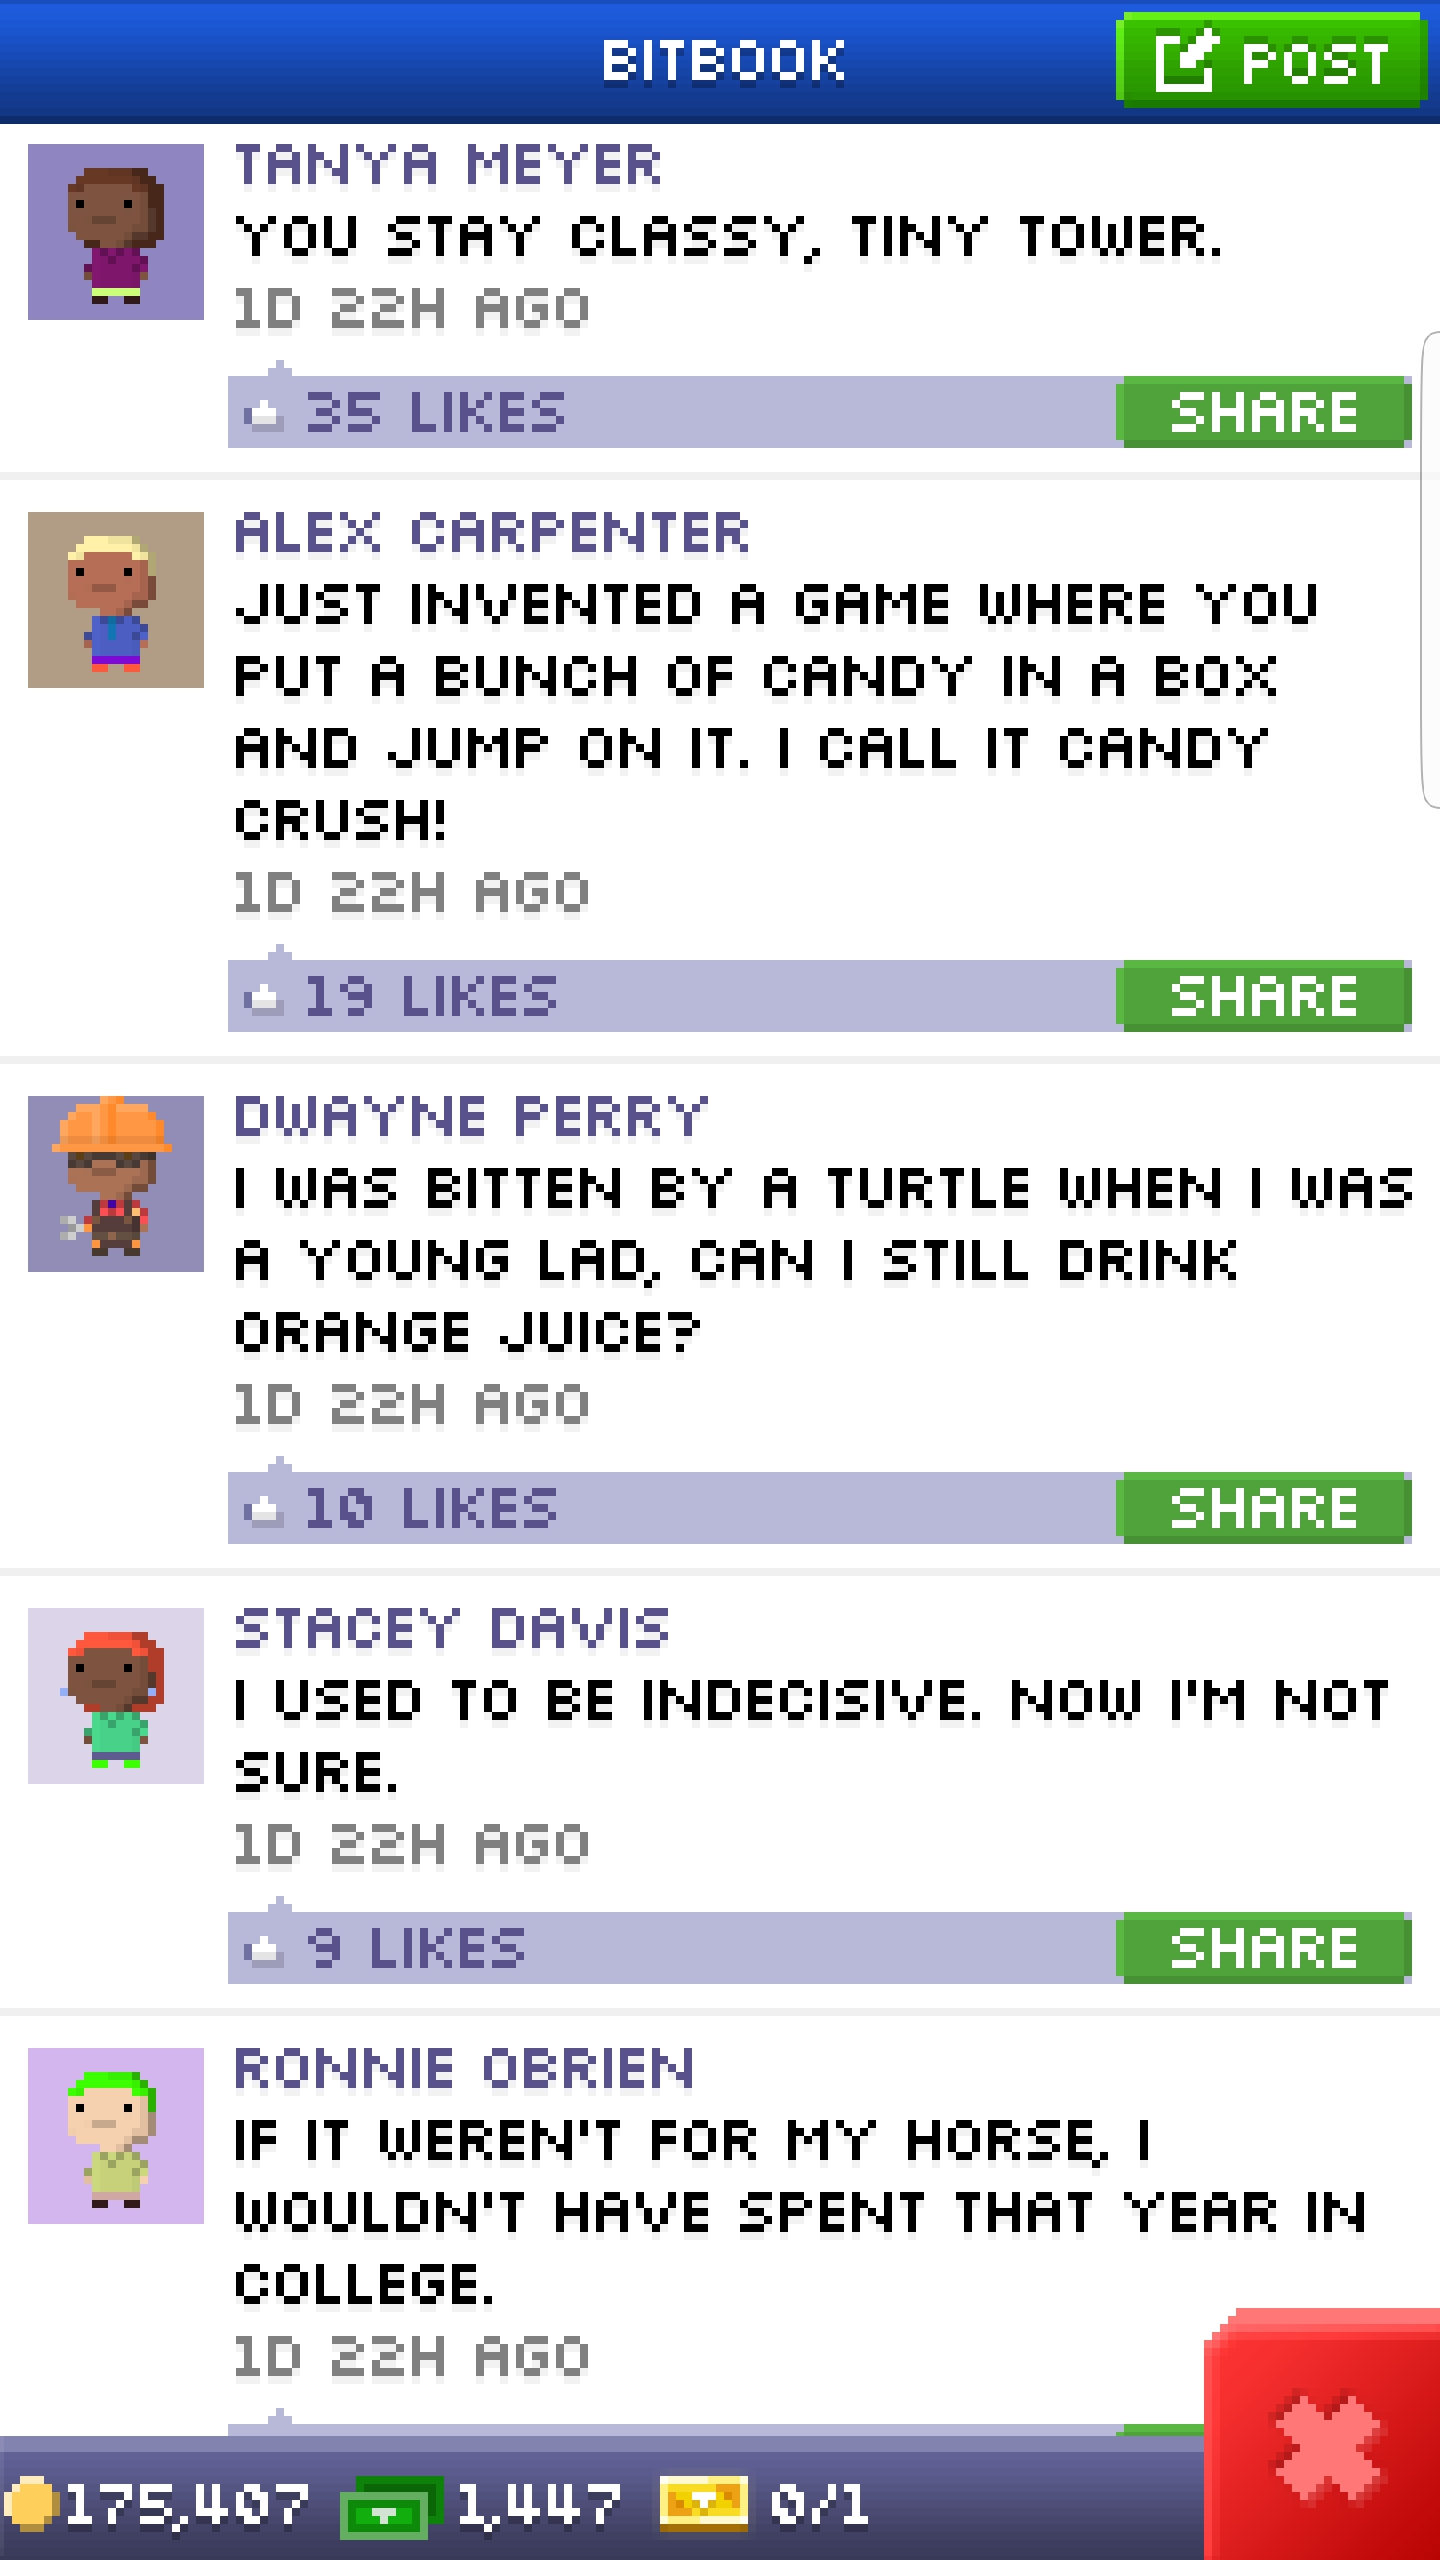 BITBOOK
POST
TANYA MEYER
YOU STAY CLASSY, TINY TOWER.
1D 22H AGO
35 LIKES
SHARE
ALEX CARPENTER
JUST INVENTED A GAME WHERE YOU
PUT A BUNCH OF CANDY IN A BOX
AND JUMP ON IT. I CALL IT CANDY
CRUSH!
1D 22H AGO
19 LIKES
SHARE
DWAYNE PERRY
I WAS BITTEN BY A TURTLE WHEN I WAS
A YOUNG LAD, CAN I STILL DRINK
ORANGE JUICE?
1D 22H AGO
10 LIKES
SHARE
STACEY DAVIS
I USED TO BE INDECISIVE. NOW I'M NOT
SURE.
1D 22H AGO
9 LIKES
SHARE
RONNIE OBRIEN
IF IT WEREN'T FOR MY HORSE, I
WOULDN'T HAVE SPENT THAT YEAR IN
COLLEGE.
1D 22H AGO
175,407 1,447 0/1